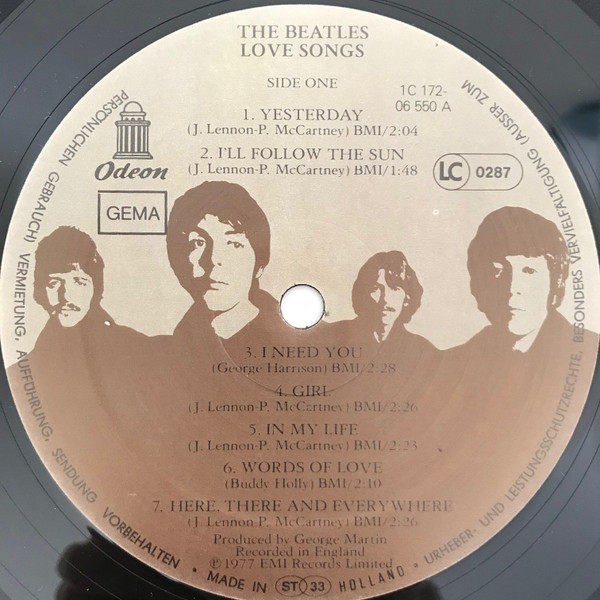 THE BEATLES
LOVE SONGS
SIDE ONE
1C 172-
06 550 A
Odeon
GEMA
LC 0287
1. YESTERDAY
(J. Lennon-P. McCartney) BMI/2:04
2. I'LL FOLLOW THE SUN
(J. Lennon-P. McCartney) BMI/1:48
3. I NEED YOU
(George Harrison) BMI/2:28
4. GIRL
(J. Lennon-P. McCartney) BMI/2:26
5. IN MY LIFE
(J. Lennon-P. McCartney) BMI/2:23
6. WORDS OF LOVE
(Buddy Holly) BMI/2:10
7. HERE, THERE AND EVERYWHERE
(J. Lennon-P. McCartney) BMI/2:26
Produced by George Martin
Recorded in England
℗ 1977 EMI Records Limited
• MADE IN ST 33 HOLLAND •
URHEBER- UND LEISTUNGSSCHUTZRECHTE, BESONDERS VERVIELFÄLTIGUNG (AUSSER ZUM PERSÖNLICHEN GEBRAUCH) VERMIETUNG, AUFFÜHRUNG, SENDUNG VORBEHALTEN